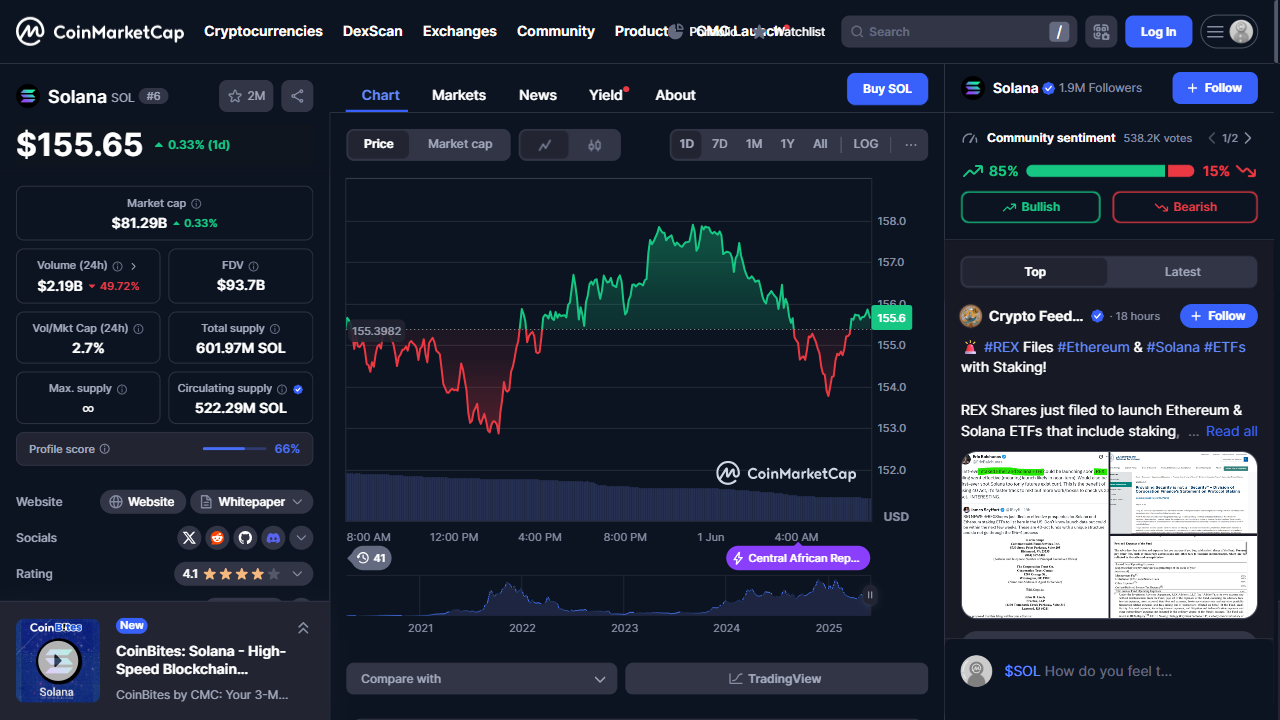 CoinMarketCap
Cryptocurrencies
DexScan
Exchanges
Community
Products
CMC Launch
Watchlist
Search
/
Log In
Solana SOL #6
2M
$155.65
0.33% (1d)
Market cap
$81.29B 0.33%
Volume (24h)
$2.19B 49.72%
FDV
$93.7B
Vol/Mkt Cap (24h)
2.7%
Total supply
601.97M SOL
Max. supply
∞
Circulating supply
522.29M SOL
Profile score
66%
Website
Website
Whitepaper
Socials
Rating
4.1
CoinBites
Solana
New
CoinBites: Solana - High-
Speed Blockchain...
CoinBites by CMC: Your 3-M...
Chart
Markets
News
Yield
About
Buy SOL
Price
Market cap
1D
7D
1M
1Y
All
LOG
...
158.0
157.0
156.0
155.6
155.3982
155.0
154.0
153.0
152.0
CoinMarketCap
USD
8:00 AM
12:00 PM
4:00 PM
8:00 PM
1 Jun
4:00 AM
41
Central African Rep...
2021
2022
2023
2024
2025
Compare with
TradingView
Solana 1.9M Followers
+ Follow
Community sentiment 538.2K votes
1/2
85%
15%
Bullish
Bearish
Top
Latest
Crypto Feed... · 18 hours
+ Follow
🚨 #REX Files #Ethereum & #Solana #ETFs
with Staking!
REX Shares just filed to launch Ethereum &
Solana ETFs that include staking, ... Read all
$SOL How do you feel t...